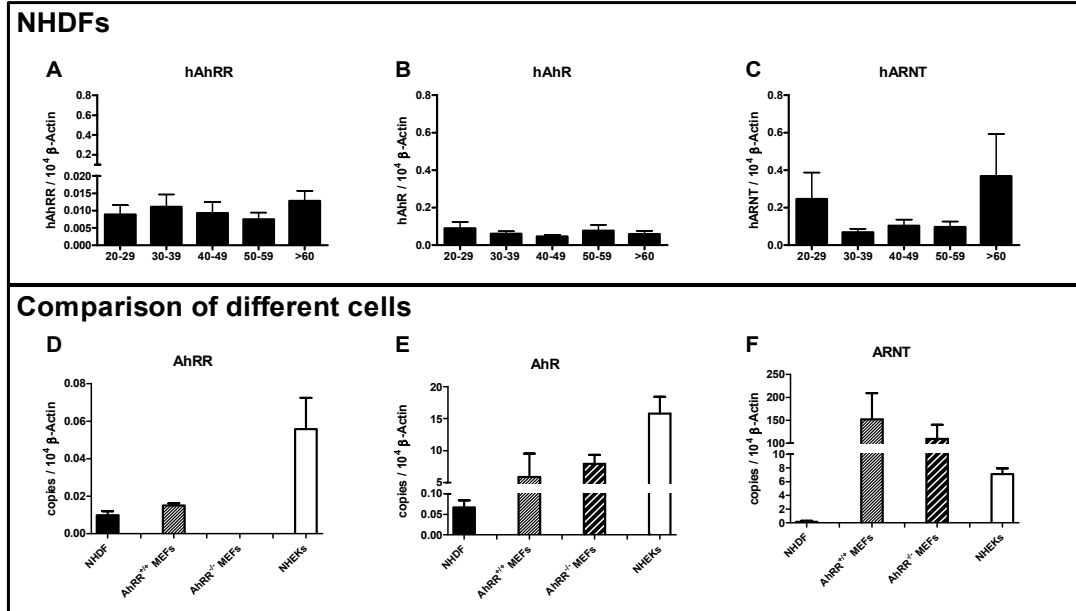 NHDFs
A
hAhRR
hAhRR / 10⁴ β-Actin
0.8
0.6
0.4
0.2
0.020
0.015
0.010
0.005
0.000
20-29 30-39 40-49 50-59 >60
B
hAhR
hAhR / 10⁴ β-Actin
0.8
0.6
0.4
0.2
0.0
20-29 30-39 40-49 50-59 >60
C
hARNT
hARNT / 10⁴ β-Actin
0.8
0.6
0.4
0.2
0.0
20-29 30-39 40-49 50-59 >60
Comparison of different cells
D
AhRR
copies / 10⁴ β-Actin
0.08
0.06
0.04
0.02
0.00
NHDF
AhRR⁺/⁺ MEFs
AhRR⁻/⁻ MEFs
NHEKs
E
AhR
copies / 10⁴ β-Actin
20
15
10
5
0.10
0.05
0.00
NHDF
AhRR⁺/⁺ MEFs
AhRR⁻/⁻ MEFs
NHEKs
F
ARNT
copies / 10⁴ β-Actin
250
200
150
100
10
8
6
4
2
0
NHDF
AhRR⁺/⁺ MEFs
AhRR⁻/⁻ MEFs
NHEKs